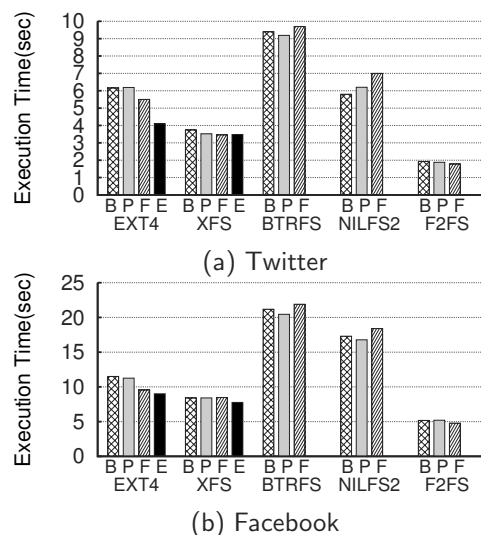 Execution Time(sec)
10
9
8
7
6
5
4
3
2
1
0
B P F E B P F E B P F B P F B P F
EXT4 XFS BTRFS NILFS2 F2FS
(a) Twitter
Execution Time(sec)
25
20
15
10
5
0
B P F E B P F E B P F B P F B P F
EXT4 XFS BTRFS NILFS2 F2FS
(b) Facebook